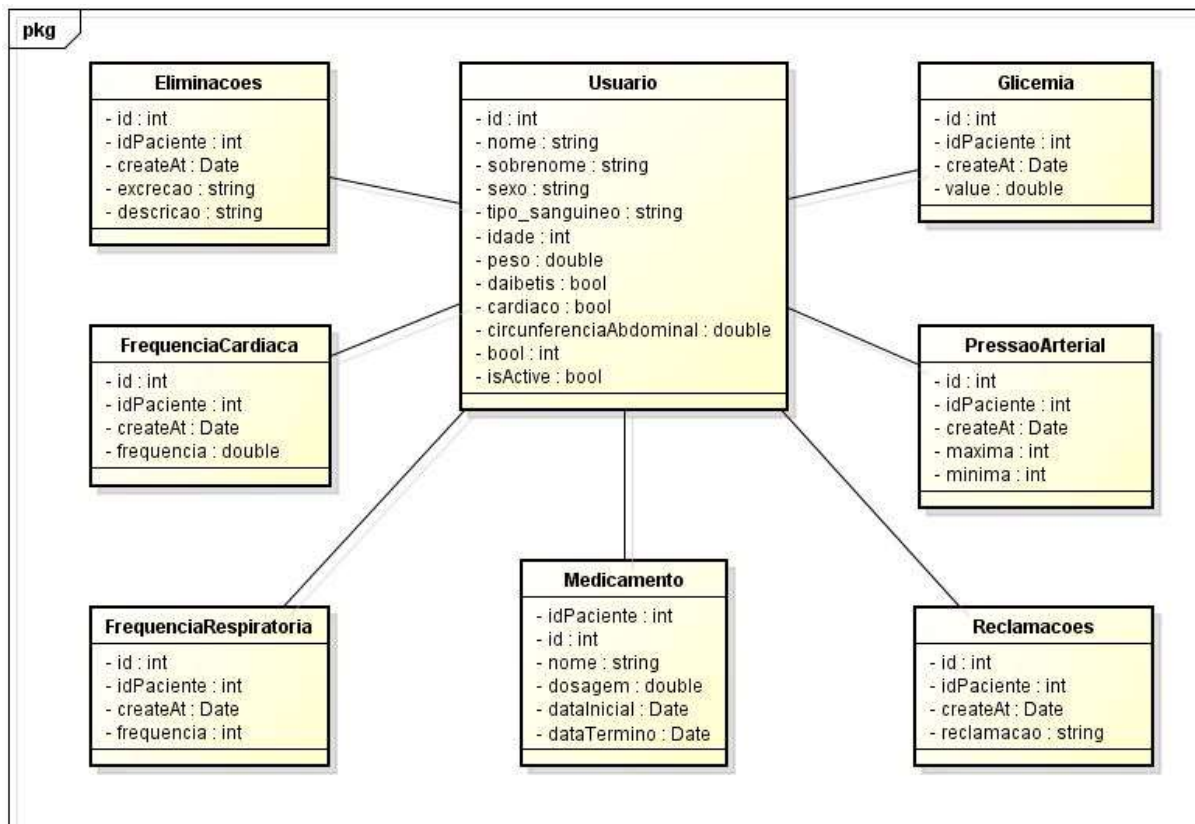 pkg
Eliminacoes
- id : int
- idPaciente : int
- createAt : Date
- excrecao : string
- descricao : string
Usuario
- id : int
- nome : string
- sobrenome : string
- sexo : string
- tipo_sanguineo : string
- idade : int
- peso : double
- daibetis : bool
- cardiaco : bool
- circunferenciaAbdominal : double
- bool : int
- isActive : bool
Glicemia
- id : int
- idPaciente : int
- createAt : Date
- value : double
FrequenciaCardiaca
- id : int
- idPaciente : int
- createAt : Date
- frequencia : double
PressaoArterial
- id : int
- idPaciente : int
- createAt : Date
- maxima : int
- minima : int
FrequenciaRespiratoria
- id : int
- idPaciente : int
- createAt : Date
- frequencia : int
Medicamento
- idPaciente : int
- id : int
- nome : string
- dosagem : double
- dataInicial : Date
- dataTermino : Date
Reclamacoes
- id : int
- idPaciente : int
- createAt : Date
- reclamacao : string